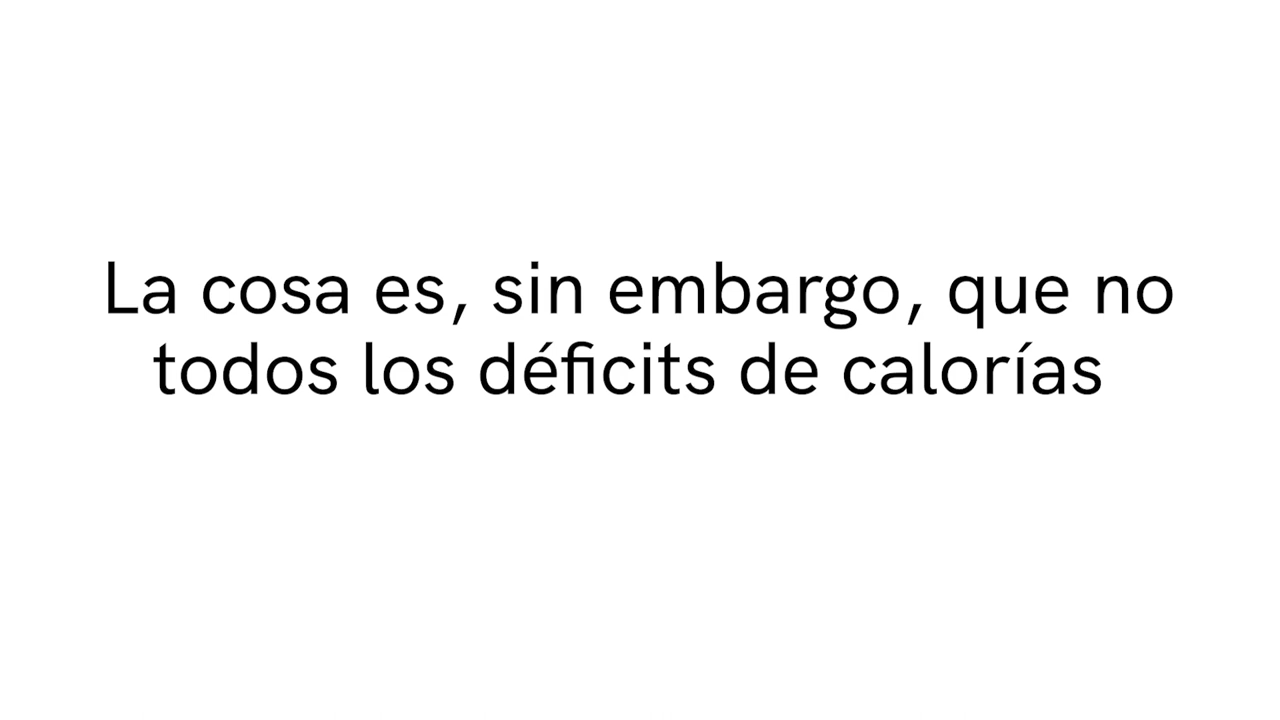 La cosa es, sin embargo, que no
todos los déficits de calorías